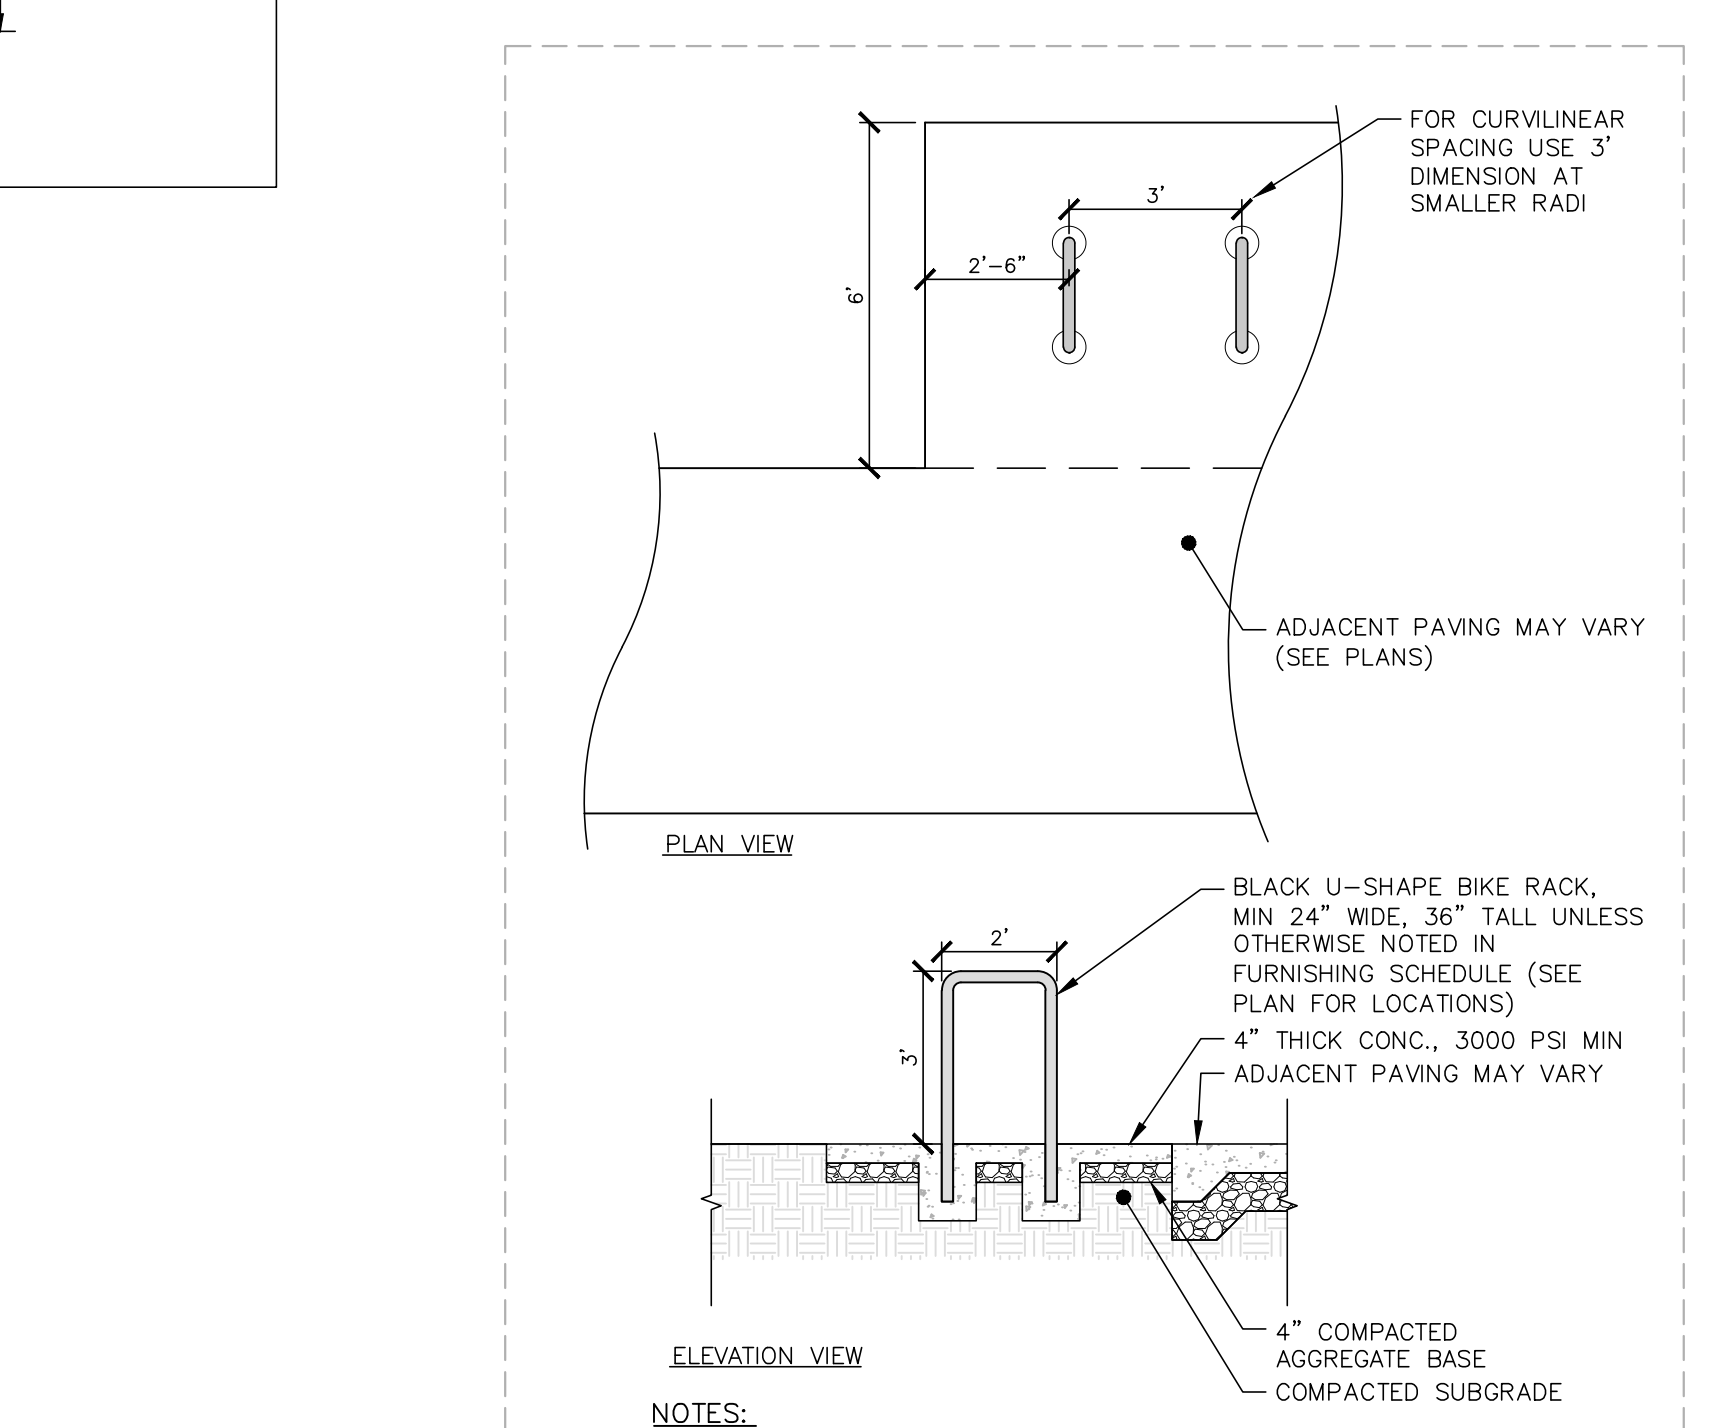 FOR CURVILINEAR
SPACING USE 3'
DIMENSION AT
SMALLER RADI
3'
2'-6"
6'
ADJACENT PAVING MAY VARY
(SEE PLANS)
PLAN VIEW
BLACK U-SHAPE BIKE RACK,
MIN 24" WIDE, 36" TALL UNLESS
OTHERWISE NOTED IN
FURNISHING SCHEDULE (SEE
PLAN FOR LOCATIONS)
2'
3'
4" THICK CONC., 3000 PSI MIN
ADJACENT PAVING MAY VARY
4" COMPACTED
AGGREGATE BASE
COMPACTED SUBGRADE
ELEVATION VIEW
NOTES: